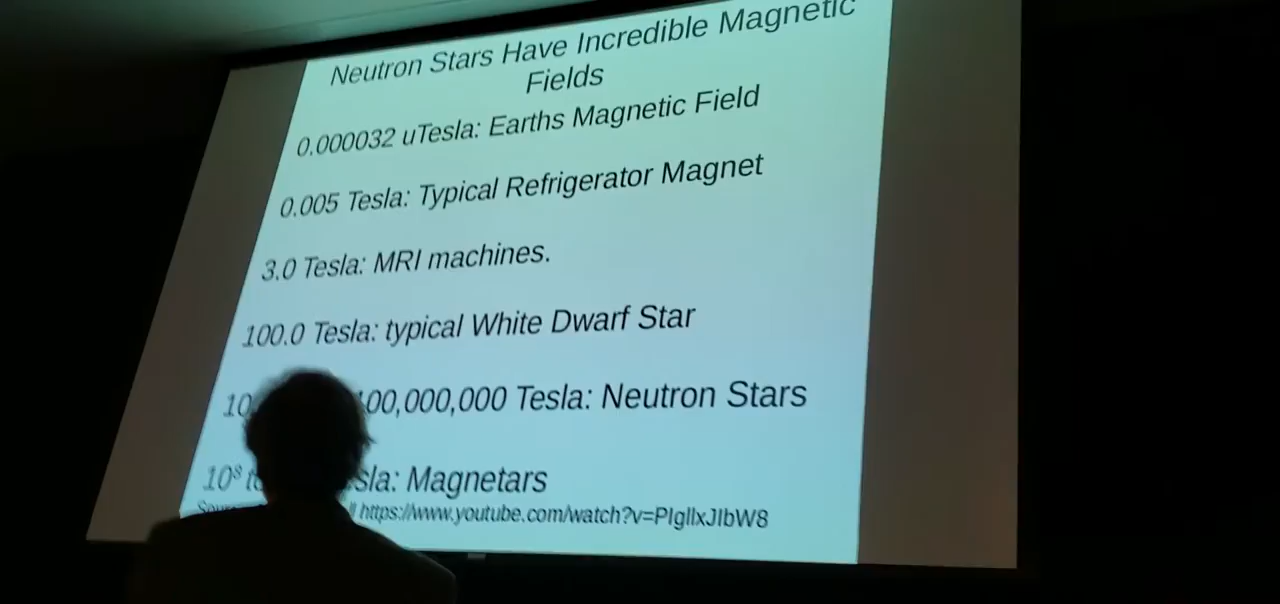 Neutron Stars Have Incredible Magnetic
Fields
0.000032 uTesla: Earths Magnetic Field
0.005 Tesla: Typical Refrigerator Magnet
3.0 Tesla: MRI machines.
100.0 Tesla: typical White Dwarf Star
00,000,000 Tesla: Neutron Stars
10⁸ Magnetars
https://www.youtube.com/watch?v=PIgllxJIbW8